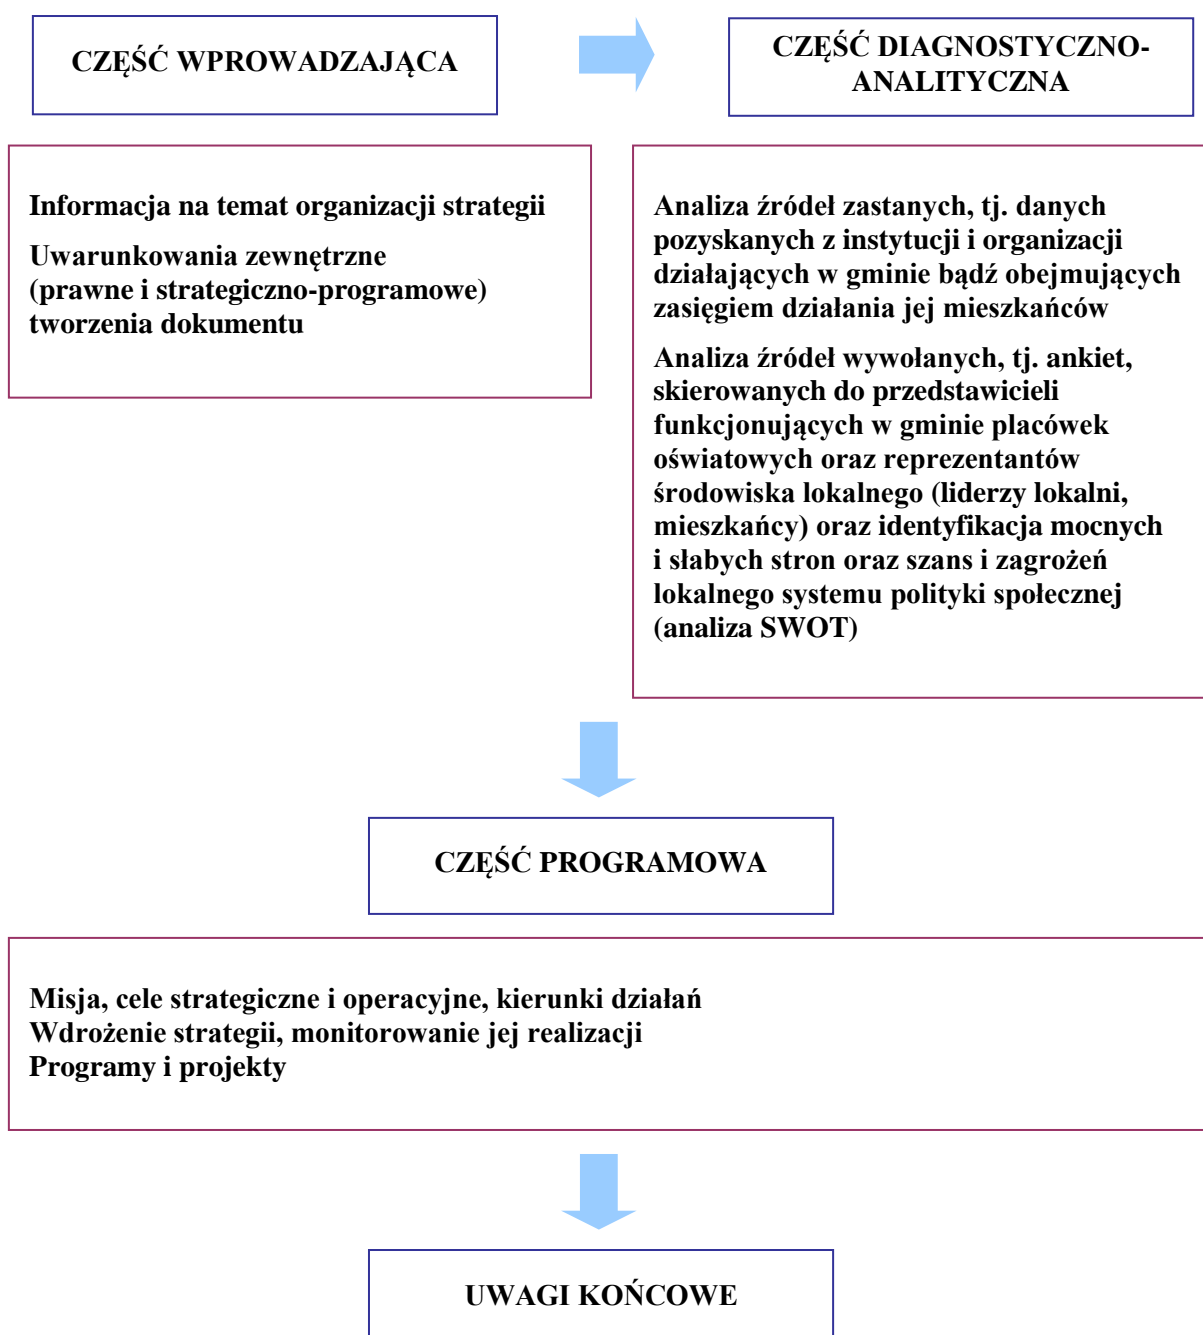 CZĘŚĆ WPROWADZAJĄCA
CZĘŚĆ DIAGNOSTYCZNO-
ANALITYCZNA
Informacja na temat organizacji strategii
Uwarunkowania zewnętrzne
(prawne i strategiczno-programowe)
tworzenia dokumentu
Analiza źródeł zastanych, tj. danych
pozyskanych z instytucji i organizacji
działających w gminie bądź obejmujących
zasięgiem działania jej mieszkańców
Analiza źródeł wywołanych, tj. ankiet,
skierowanych do przedstawicieli
funkcjonujących w gminie placówek
oświatowych oraz reprezentantów
środowiska lokalnego (liderzy lokalni,
mieszkańcy) oraz identyfikacja mocnych
i słabych stron oraz szans i zagrożeń
lokalnego systemu polityki społecznej
(analiza SWOT)
CZĘŚĆ PROGRAMOWA
Misja, cele strategiczne i operacyjne, kierunki działań
Wdrożenie strategii, monitorowanie jej realizacji
Programy i projekty
UWAGI KOŃCOWE